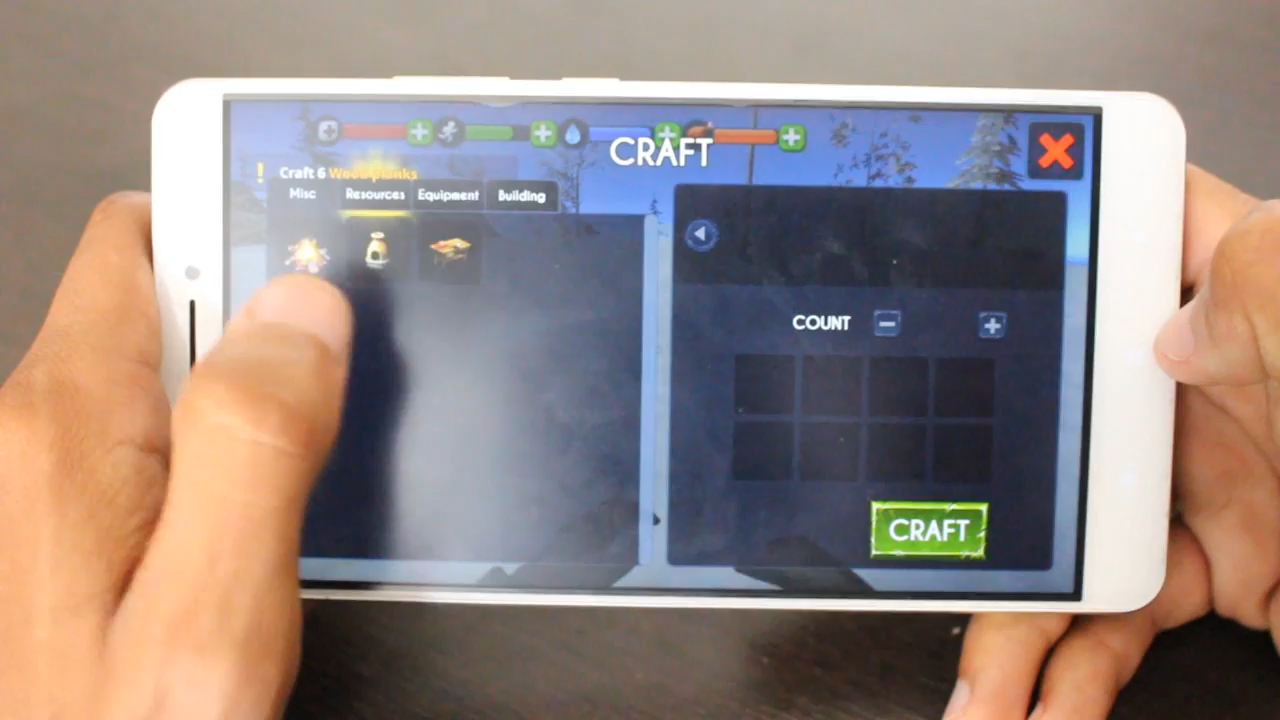 CRAFT
! Craft 6 Wood planks
Misc Resources Equipment Building
COUNT
CRAFT